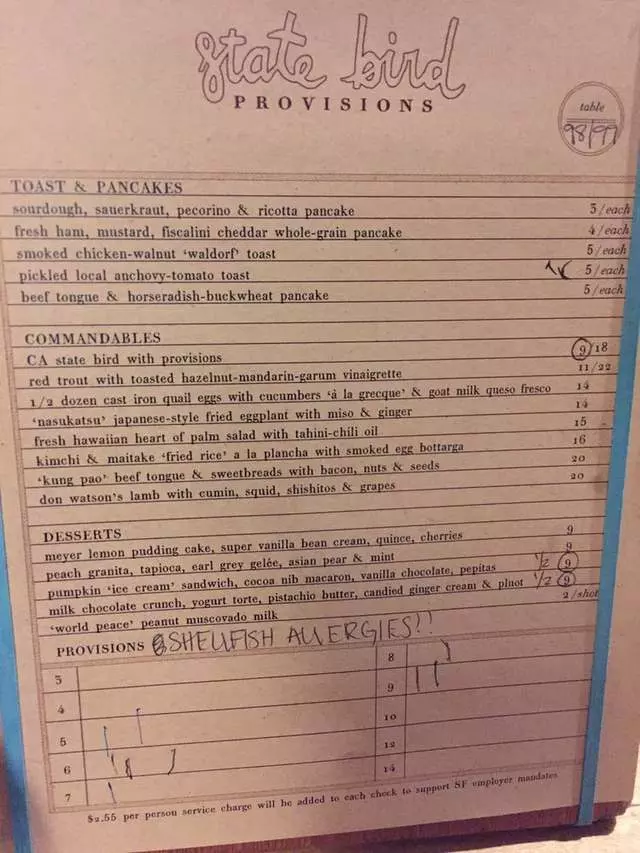 state bird
PROVISIONS
table
98/99
TOAST & PANCAKES
sourdough, sauerkraut, pecorino & ricotta pancake 3/each
fresh ham, mustard, fiscalini cheddar whole-grain pancake 4/each
smoked chicken-walnut 'waldorf' toast 5/each
pickled local anchovy-tomato toast 5/each
beef tongue & horseradish-buckwheat pancake 5/each
COMMANDABLES
CA state bird with provisions 9/18
red trout with toasted hazelnut-mandarin-garum vinaigrette 11/22
1/2 dozen cast iron quail eggs with cucumbers 'à la grecque' & goat milk queso fresco 14
'nasukatsu' japanese-style fried eggplant with miso & ginger 14
fresh hawaiian heart of palm salad with tahini-chili oil 15
kimchi & maitake 'fried rice' a la plancha with smoked egg bottarga 16
'kung pao' beef tongue & sweetbreads with bacon, nuts & seeds 20
don watson's lamb with cumin, squid, shishitos & grapes 20
DESSERTS
meyer lemon pudding cake, super vanilla bean cream, quince, cherries 9
peach granita, tapioca, earl grey gelée, asian pear & mint 9
pumpkin 'ice cream' sandwich, cocoa nib macaron, vanilla chocolate, pepitas 1/2 9
milk chocolate crunch, yogurt torte, pistachio butter, candied ginger cream & pluot 1/2 9
'world peace' peanut muscovado milk 2/shot
PROVISIONS SHELLFISH ALLERGIES!!
3 8
4 9
5 10
6 12
7 14
$2.55 per person service charge will be added to each check to support SF employer mandates